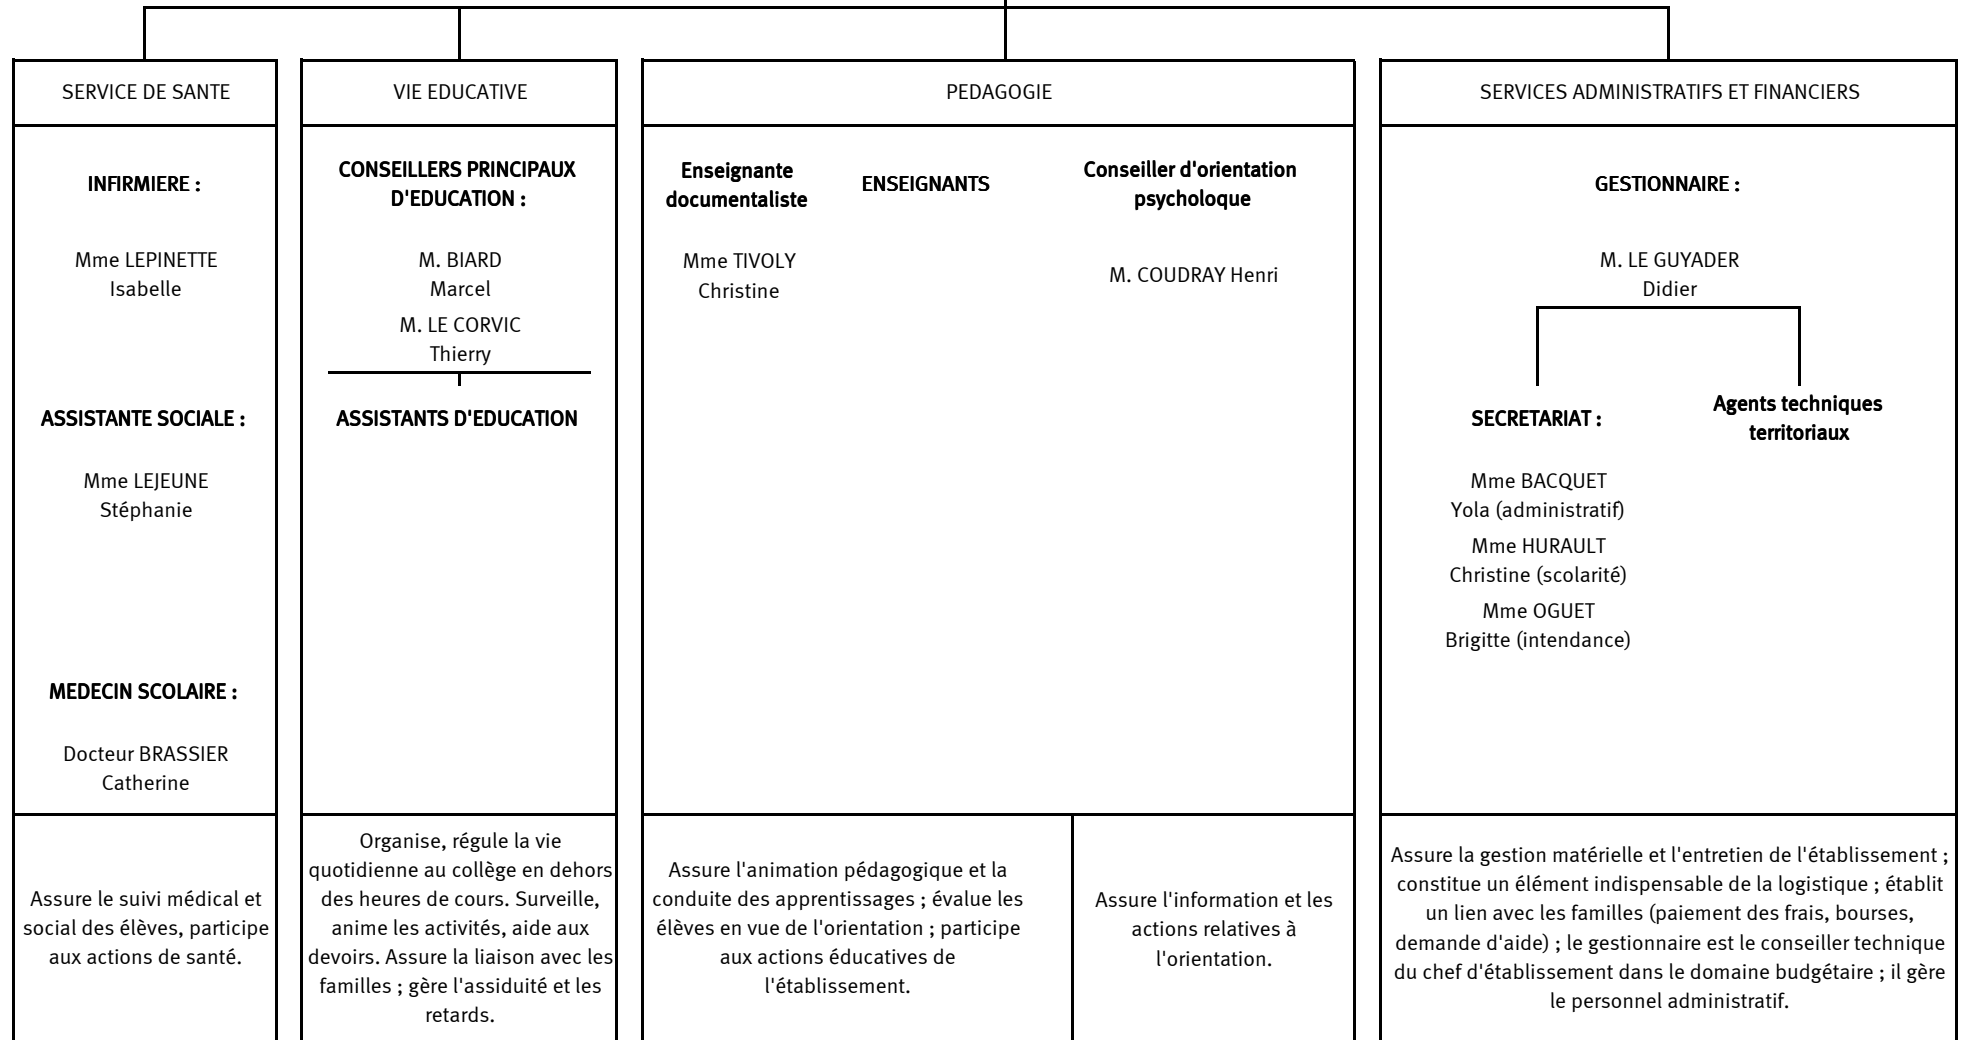 SERVICE DE SANTE
INFIRMIERE :
Mme LEPINETTE
Isabelle
ASSISTANTE SOCIALE :
Mme LEJEUNE
Stéphanie
MEDECIN SCOLAIRE :
Docteur BRASSIER
Catherine
Assure le suivi médical et
social des élèves, participe
aux actions de santé.
VIE EDUCATIVE
CONSEILLERS PRINCIPAUX
D'EDUCATION :
M. BIARD
Marcel
M. LE CORVIC
Thierry
ASSISTANTS D'EDUCATION
Organise, régule la vie
quotidienne au collège en dehors
des heures de cours. Surveille,
anime les activités, aide aux
devoirs. Assure la liaison avec les
familles ; gère l'assiduité et les
retards.
PEDAGOGIE
Enseignante
documentaliste
Mme TIVOLY
Christine
ENSEIGNANTS
Conseiller d'orientation
psycholoque
M. COUDRAY Henri
Assure l'animation pédagogique et la
conduite des apprentissages ; évalue les
élèves en vue de l'orientation ; participe
aux actions éducatives de
l'établissement.
Assure l'information et les
actions relatives à
l'orientation.
SERVICES ADMINISTRATIFS ET FINANCIERS
GESTIONNAIRE :
M. LE GUYADER
Didier
SECRETARIAT :
Mme BACQUET
Yola (administratif)
Mme HURAULT
Christine (scolarité)
Mme OGUET
Brigitte (intendance)
Agents techniques
territoriaux
Assure la gestion matérielle et l'entretien de l'établissement ;
constitue un élément indispensable de la logistique ; établit
un lien avec les familles (paiement des frais, bourses,
demande d'aide) ; le gestionnaire est le conseiller technique
du chef d'établissement dans le domaine budgétaire ; il gère
le personnel administratif.